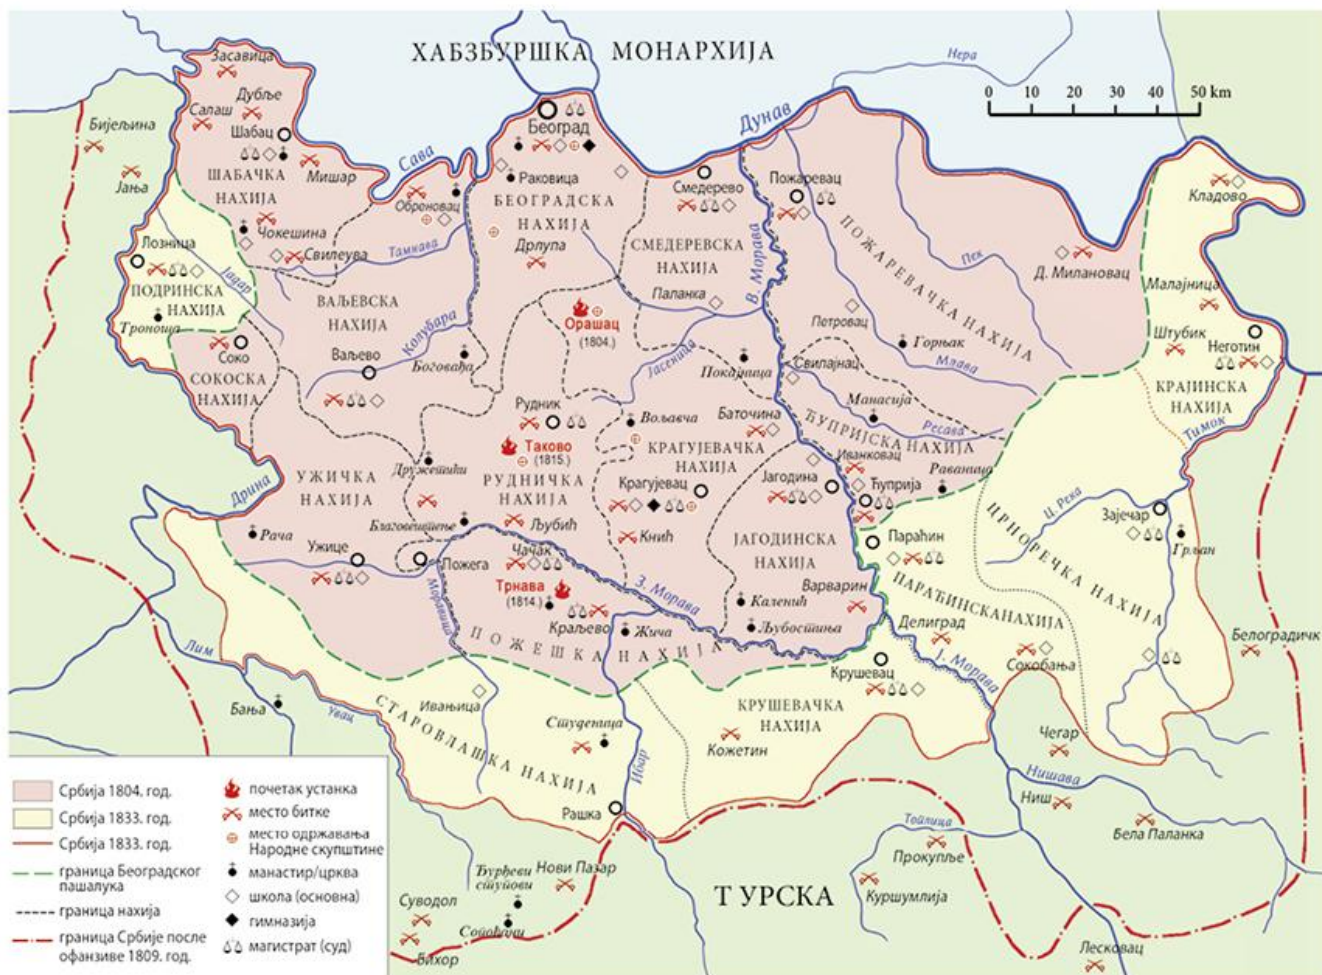 ХАБЗБУРШКА МОНАРХИЈА
Нера
0 10 20 30 40 50 km
Засавица
Дубље
Салаш
Шабац
Бијељина
Јања
ШАБАЧКА
НАХИЈА
Мишар
Сава
Београд
Дунав
Раковица
Обреновац
БЕОГРАДСКА
НАХИЈА
Дрлупа
Смедерево
СМЕДЕРЕВСКА
НАХИЈА
Пожаревац
ПОЖАРЕВАЧКА НАХИЈА
Пек
Д. Милановац
Кладово
Чокешина
Свилеува
Тамнава
Лозница
Јадар
ПОДРИНСКА
НАХИЈА
Троноша
ВАЉЕВСКА
НАХИЈА
Колубара
Соко
СОКОСКА
НАХИЈА
Ваљево
Боговађа
Орашац
(1804.)
Паланка
В. Морава
Јасеница
Петровац
Горњак
Млава
Малајница
Штубик
Неготин
КРАЈИНСКА
НАХИЈА
Тимок
Покајница
Свилајнац
Манасија
Ресава
ЋУПРИЈСКА НАХИЈА
Иванковац
Раваница
Ћуприја
Рудник
Вољавча
Баточина
Таково
(1815.)
КРАГУЈЕВАЧКА
НАХИЈА
Крагујевац
Јагодина
УЖИЧКА
НАХИЈА
Дружетићи
РУДНИЧКА
НАХИЈА
Дрина
Рача
Благовештење
Љубић
Кнић
ЈАГОДИНСКА
НАХИЈА
Параћин
Ц. Река
Зајечар
Грљан
ЦРНОРЕЧКА НАХИЈА
Ужице
Пожега
Чачак
Трнава
(1814.)
З. Морава
Моравица
Краљево
Жича
Каленић
Љубостиња
Варварин
ПАРАЋИНСКА НАХИЈА
Делиград
Сокобања
Ј. Морава
Белоградчик
ПОЖЕШКА НАХИЈА
Крушевац
КРУШЕВАЧКА
НАХИЈА
Кожетин
Лим
Бања
Увац
Ивањица
СТАРОВЛАШКА НАХИЈА
Студеница
Ибар
Рашка
Чегар
Нишава
Ниш
Бела Паланка
Топлица
Прокупље
Куршумлија
Лесковац
ТУРСКА
Нови Пазар
Ђурђеви
ступови
Сопоћани
Суводол
Бихор
Србија 1804. год.
Србија 1833. год.
Србија 1833. год.
граница Београдског
пашалука
граница нахија
граница Србије после
офанзиве 1809. год.
почетак устанка
место битке
место одржавања
Народне скупштине
манастир/црква
школа (основна)
гимназија
магистрат (суд)